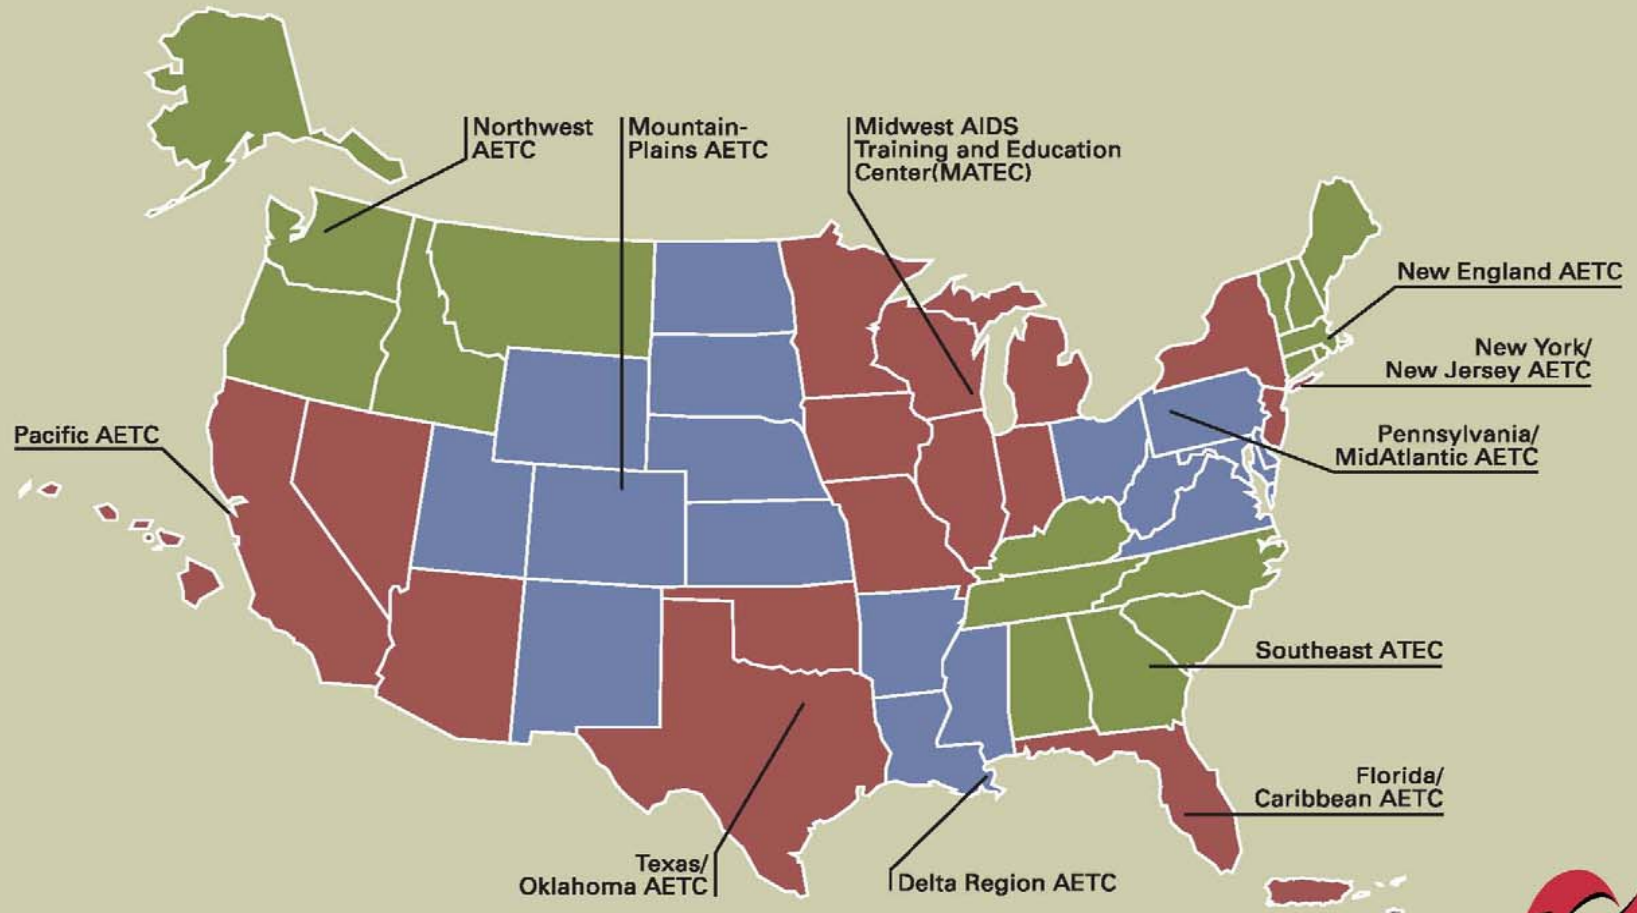 Northwest
AETC
Mountain-
Plains AETC
Midwest AIDS
Training and Education
Center(MATEC)
New England AETC
New York/
New Jersey AETC
Pacific AETC
Pennsylvania/
MidAtlantic AETC
Southeast ATEC
Florida/
Caribbean AETC
Texas/
Oklahoma AETC
Delta Region AETC